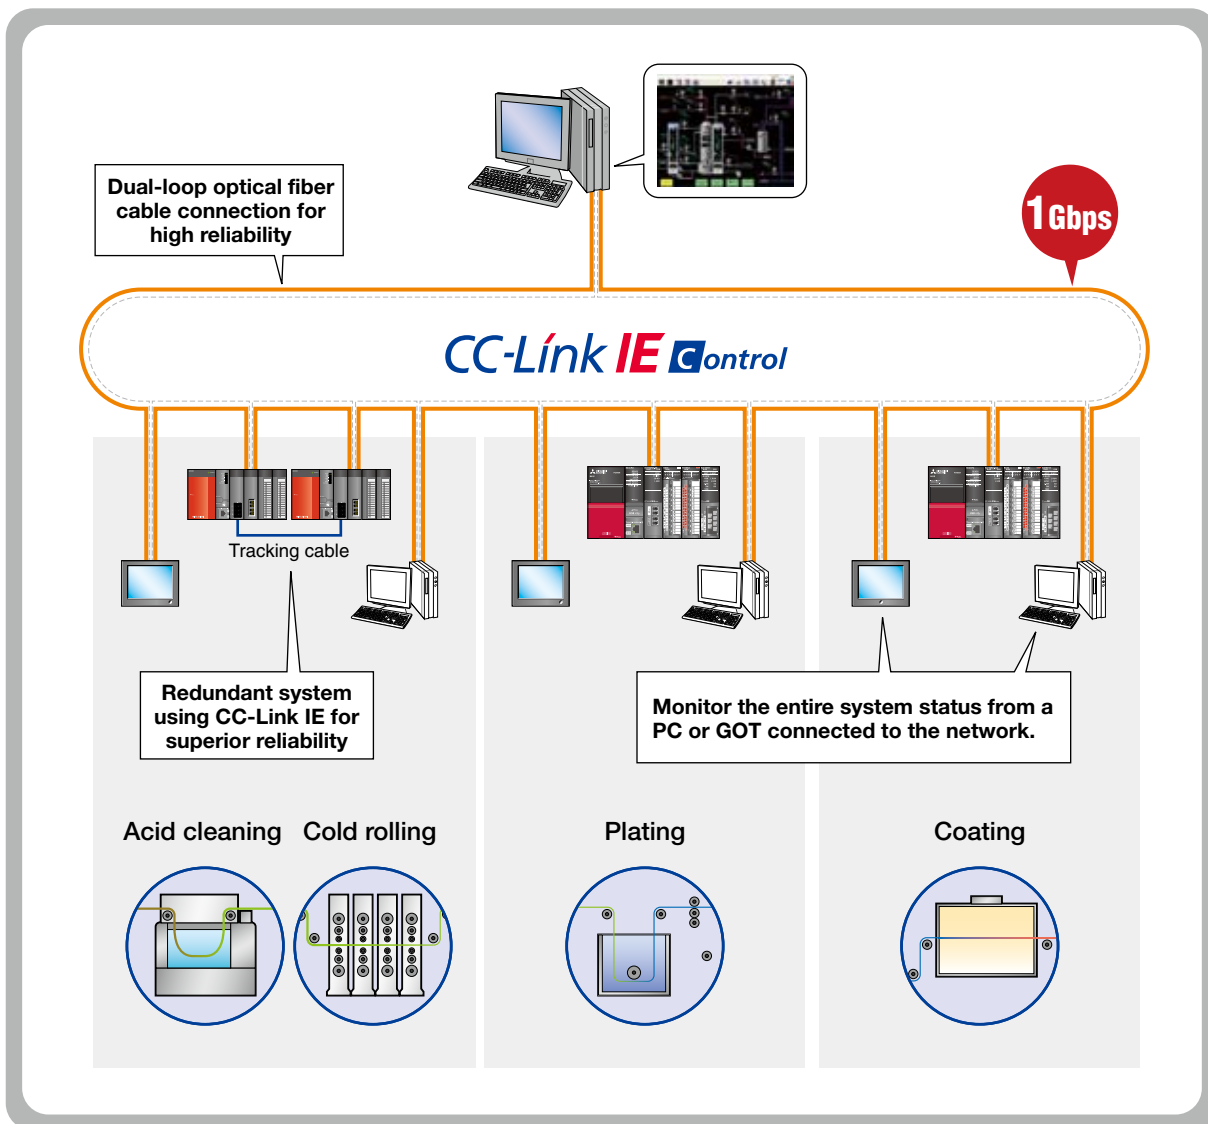 Dual-loop optical fiber
cable connection for
high reliability
1Gbps
CC-Link IE Control
Tracking cable
Redundant system
using CC-Link IE for
superior reliability
Monitor the entire system status from a
PC or GOT connected to the network.
Acid cleaning
Cold rolling
Plating
Coating